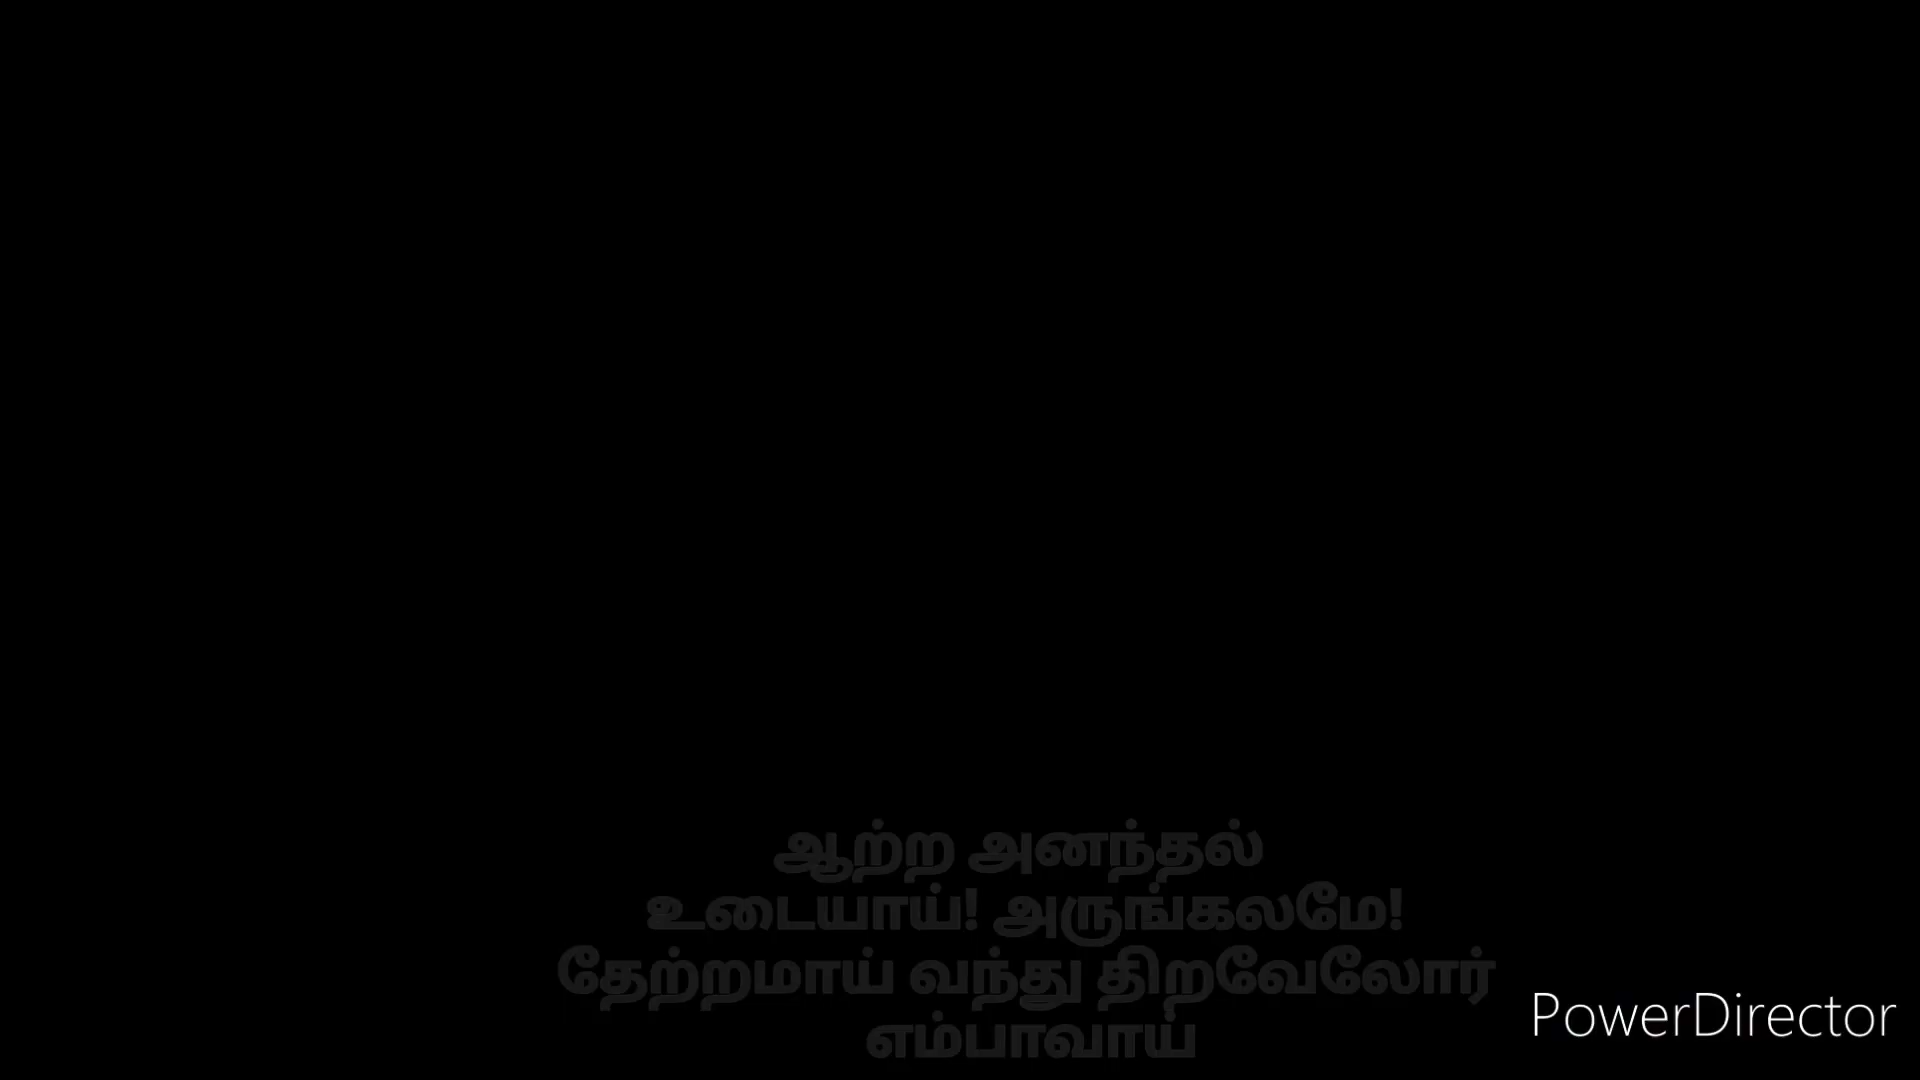 ஆற்ற அனந்தல்
உடையாய்! அருங்கலமே!
தேற்றமாய் வந்து திறவேலோர்
எம்பாவாய்
PowerDirector